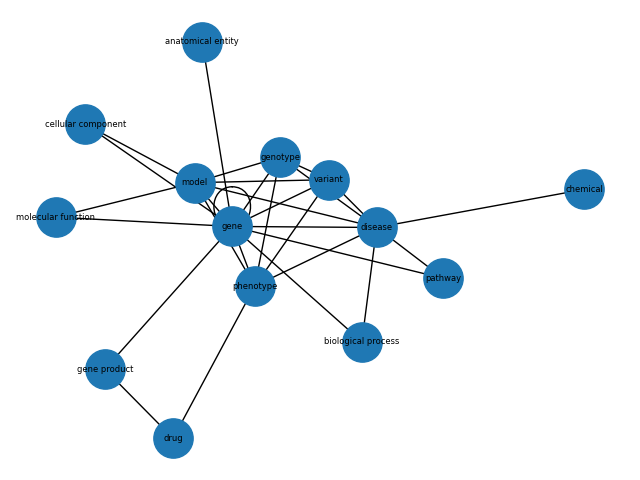 anatomical entity
cellular component
genotype
model
variant
chemical
molecular function
gene
disease
pathway
phenotype
biological process
gene product
drug